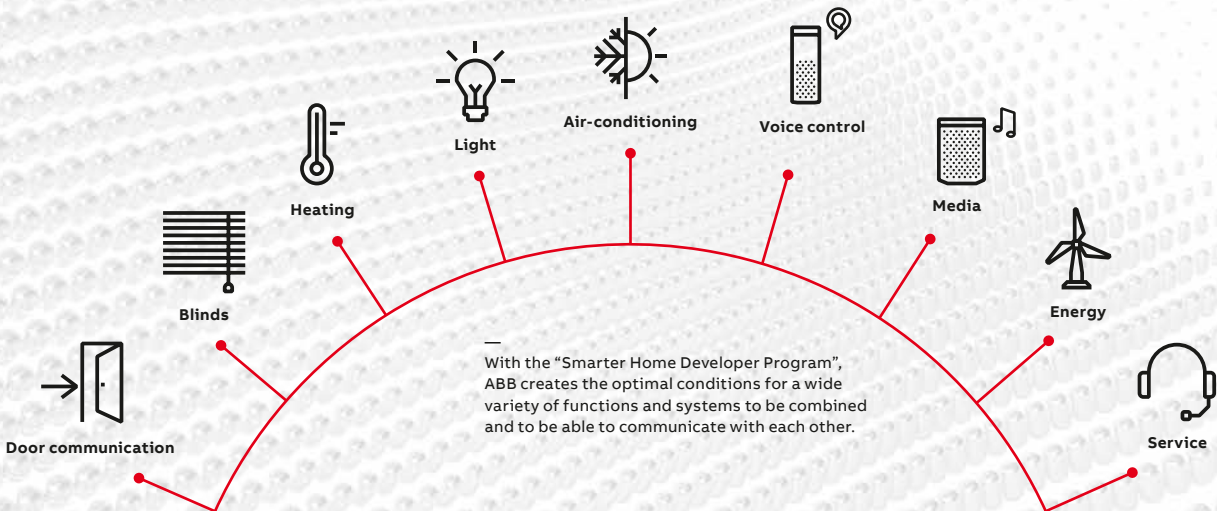 Air-conditioning
Voice control
Light
Media
Heating
Energy
Blinds
—
With the “Smarter Home Developer Program”,
ABB creates the optimal conditions for a wide
variety of functions and systems to be combined
and to be able to communicate with each other.
Door communication
Service